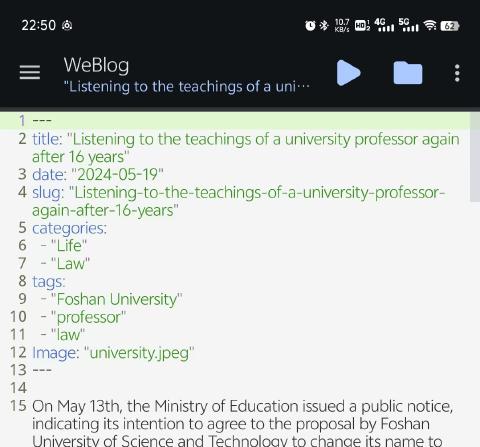 22:50
10.7 KB/s HD 4G 5G 62
WeBlog
"Listening to the teachings of a uni···
1 ---
2 title: "Listening to the teachings of a university professor again
after 16 years"
3 date: "2024-05-19"
4 slug: "Listening-to-the-teachings-of-a-university-professor-
again-after-16-years"
5 categories:
6 - "Life"
7 - "Law"
8 tags:
9 - "Foshan University"
10 - "professor"
11 - "law"
12 Image: "university.jpeg"
13 ---
14
15 On May 13th, the Ministry of Education issued a public notice,
indicating its intention to agree to the proposal by Foshan
University of Science and Technology to change its name to